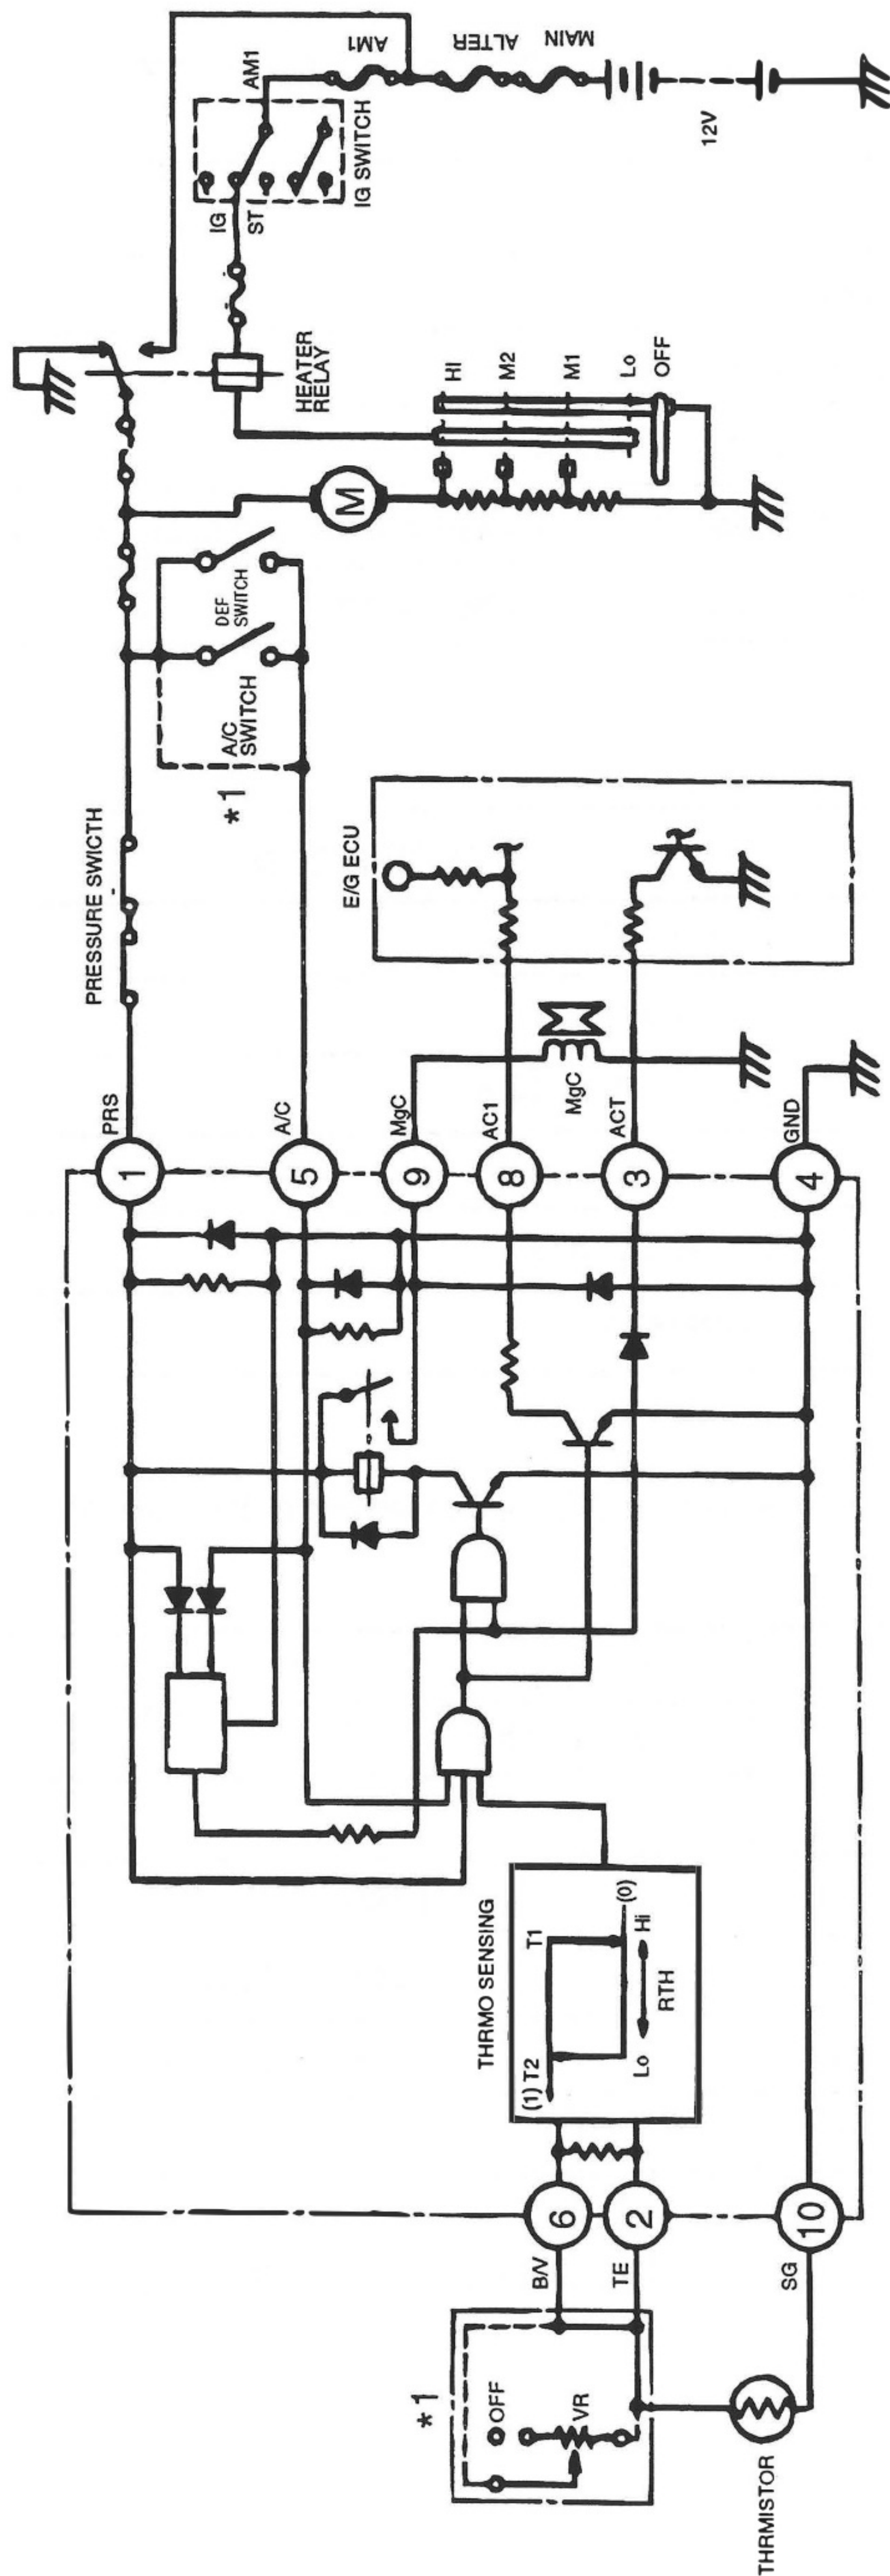 THRMISTOR
*1
OFF
VR
B/V
TE
SG
6
2
10
THRMO SENSING
(1) T2
T1
(0)
Lo
Hi
RTH
1
5
9
8
3
4
PRS
A/C
MgC
AC1
ACT
GND
MgC
PRESSURE SWICTH
E/G ECU
*1
A/C
SWITCH
DEF
SWITCH
M
HEATER
RELAY
HI
M2
M1
Lo
OFF
IG
ST
IG SWITCH
AM1
AM1
ALTER
MAIN
12V